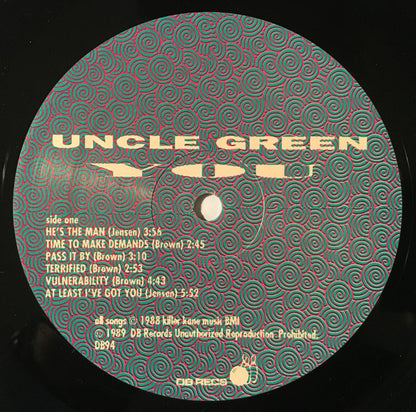 UNCLE GREEN
YOU
side one
HE'S THE MAN (Jensen) 3:56
TIME TO MAKE DEMANDS (Brown) 2:45
PASS IT BY (Brown) 3:10
TERRIFIED (Brown) 2:53
VULNERABILITY (Brown) 4:43
AT LEAST I'VE GOT YOU (Jensen) 5:52
all songs © 1988 killer kane music BMI
© 1989 DB Records Unauthorized Reproduction Prohibited.
DB94
DB RECS